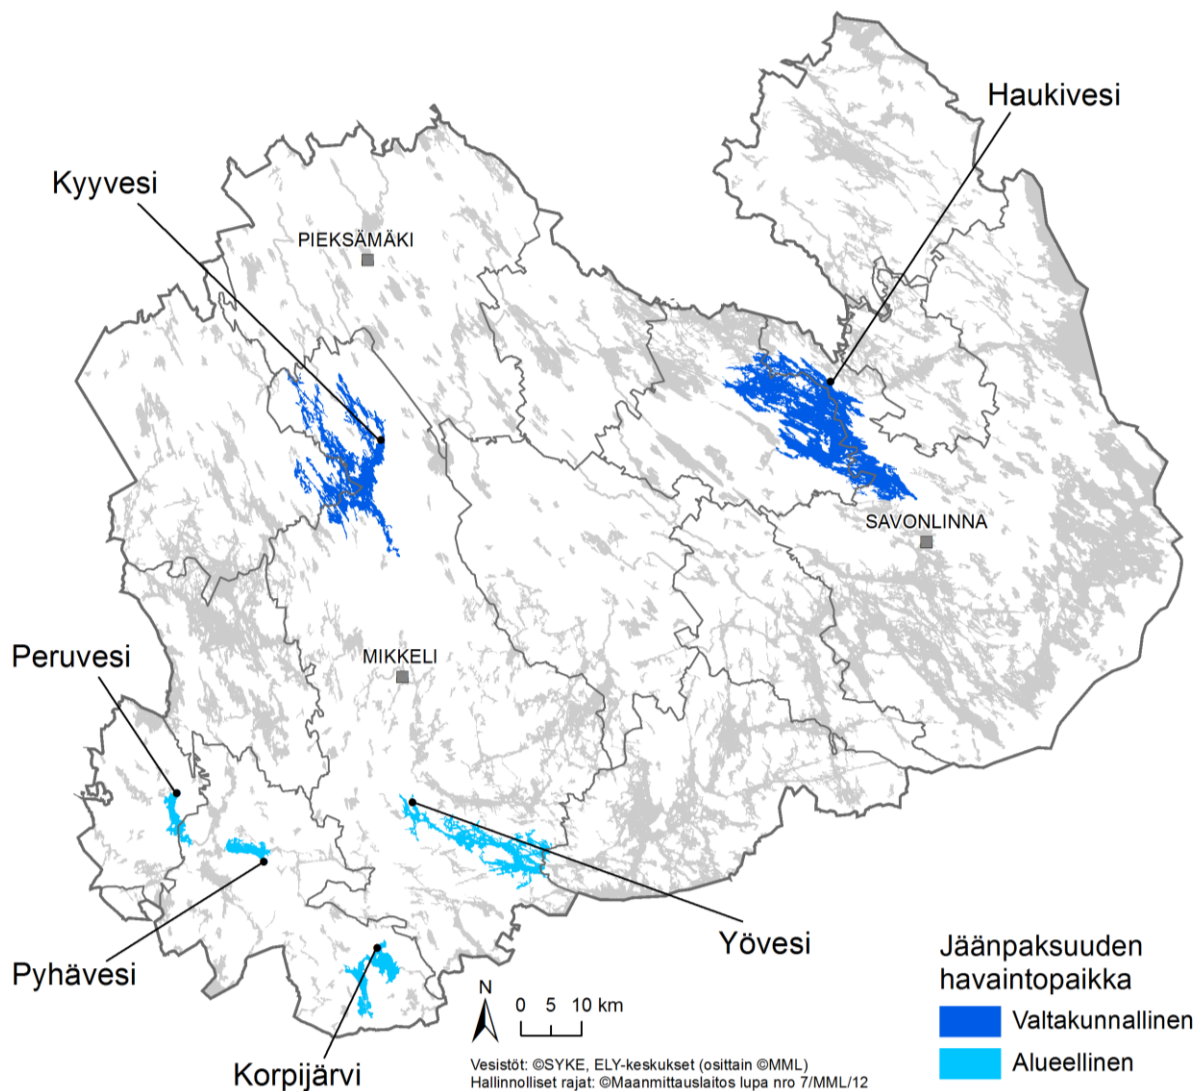 Haukivesi
Kyyvesi
PIEKSÄMÄKI
SAVONLINNA
Peruvesi
MIKKELI
Yövesi
Pyhävesi
Korpijärvi
N
0 5 10 km
Jäänpaksuuden
havaintopaikka
Valtakunnallinen
Alueellinen
Vesistöt: ©SYKE, ELY-keskukset (osittain ©MML)
Hallinnolliset rajat: ©Maanmittauslaitos lupa nro 7/MML/12